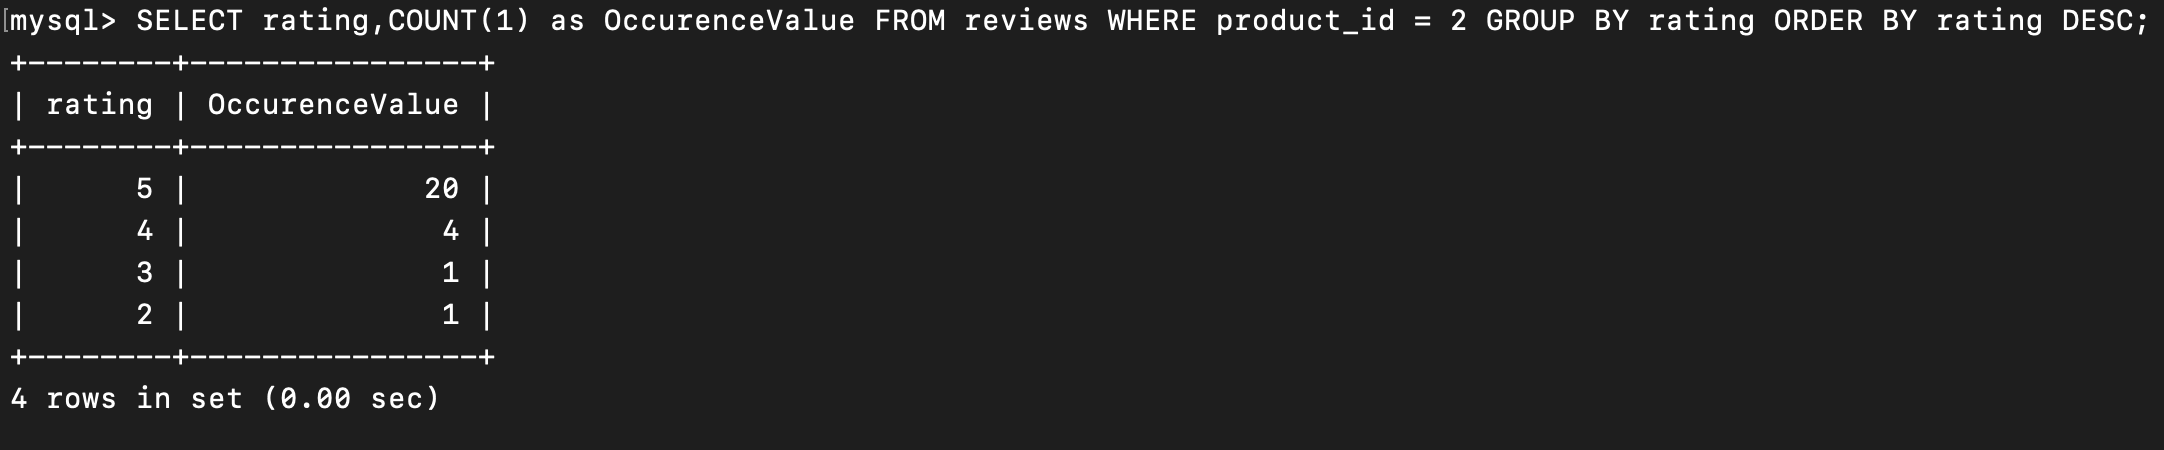 [mysql> SELECT rating,COUNT(1) as OccurenceValue FROM reviews WHERE product_id = 2 GROUP BY rating ORDER BY rating DESC;
+--------+----------------+
| rating | OccurenceValue |
+--------+----------------+
|      5 |             20 |
|      4 |              4 |
|      3 |              1 |
|      2 |              1 |
+--------+----------------+
4 rows in set (0.00 sec)